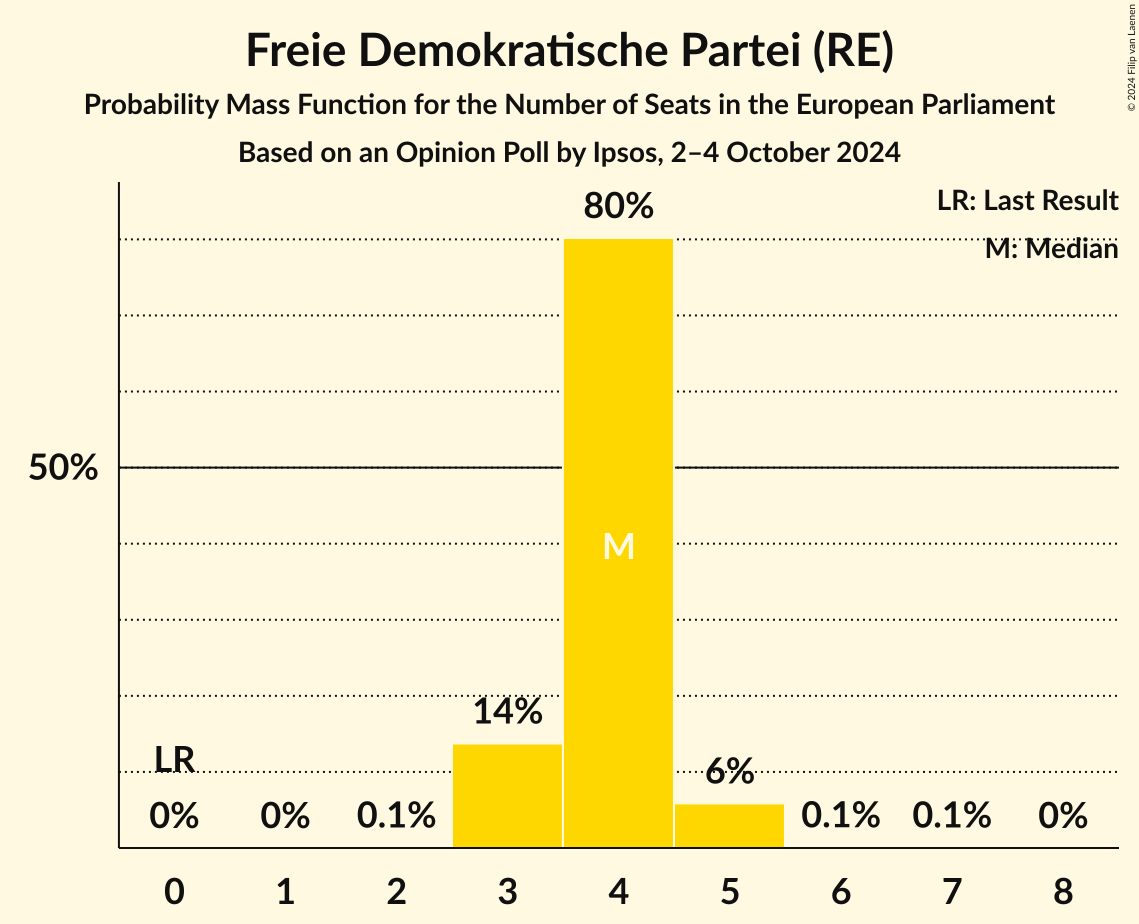 Freie Demokratische Partei (RE)
Probability Mass Function for the Number of Seats in the European Parliament
Based on an Opinion Poll by Ipsos, 2–4 October 2024
© 2024 Filip van Laenen
LR: Last Result
M: Median
80%
50%
M
14%
LR
6%
0% 0% 0.1% 0.1% 0.1% 0%
0 1 2 3 4 5 6 7 8